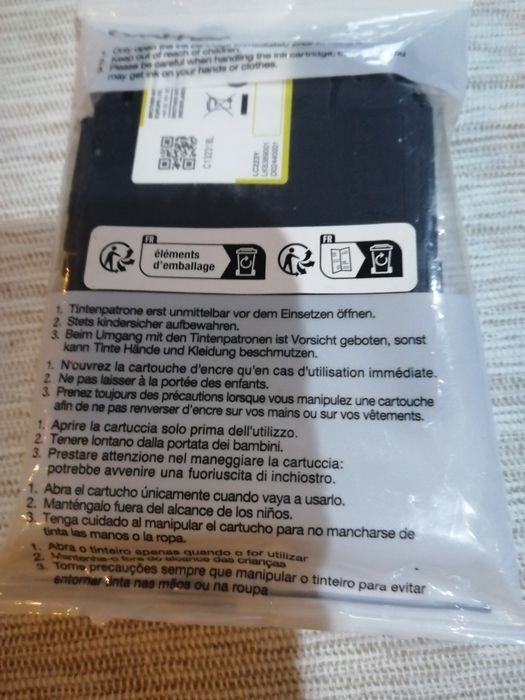 1. Only open the ink cartridge immediately prior
Keep out of reach of children.
Please be careful when handling the ink cartridge,
may get ink on your hands or clothes.
C132318L
LC223Y
FR
éléments
d'emballage
FR
1. Tintenpatrone erst unmittelbar vor dem Einsetzen öffnen.
2. Stets kindersicher aufbewahren.
3. Beim Umgang mit den Tintenpatronen ist Vorsicht geboten, sonst
kann Tinte Hände und Kleidung beschmutzen.
1. N'ouvrez la cartouche d'encre qu'en cas d'utilisation immédiate.
2. Ne pas laisser à la portée des enfants.
3. Prenez toujours des précautions lorsque vous manipulez une cartouche
afin de ne pas renverser d'encre sur vos mains ou sur vos vêtements.
1. Aprire la cartuccia solo prima dell'utilizzo.
2. Tenere lontano dalla portata dei bambini.
3. Prestare attenzione nel maneggiare la cartuccia:
potrebbe avvenire una fuoriuscita di inchiostro.
1. Abra el cartucho únicamente cuando vaya a usarlo.
2. Manténgalo fuera del alcance de los niños.
3. Tenga cuidado al manipular el cartucho para no mancharse de
tinta las manos o la ropa.
1. Abra o tinteiro apenas quando o for utilizar
2. Mantenha-o fora do alcance das crianças
3. Tome precauções sempre que manipular o tinteiro para evitar
entornar tinta nas mãos ou na roupa